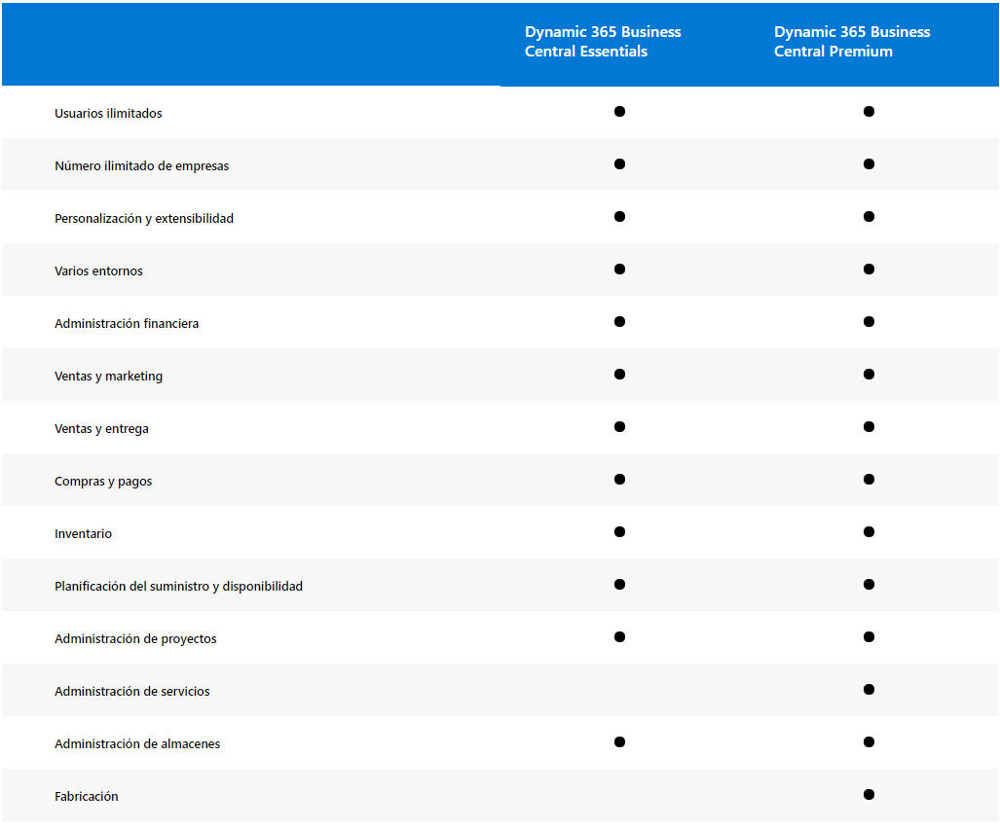 Dynamic 365 Business
Central Essentials
Dynamic 365 Business
Central Premium
Usuarios ilimitados
Número ilimitado de empresas
Personalización y extensibilidad
Varios entornos
Administración financiera
Ventas y marketing
Ventas y entrega
Compras y pagos
Inventario
Planificación del suministro y disponibilidad
Administración de proyectos
Administración de servicios
Administración de almacenes
Fabricación